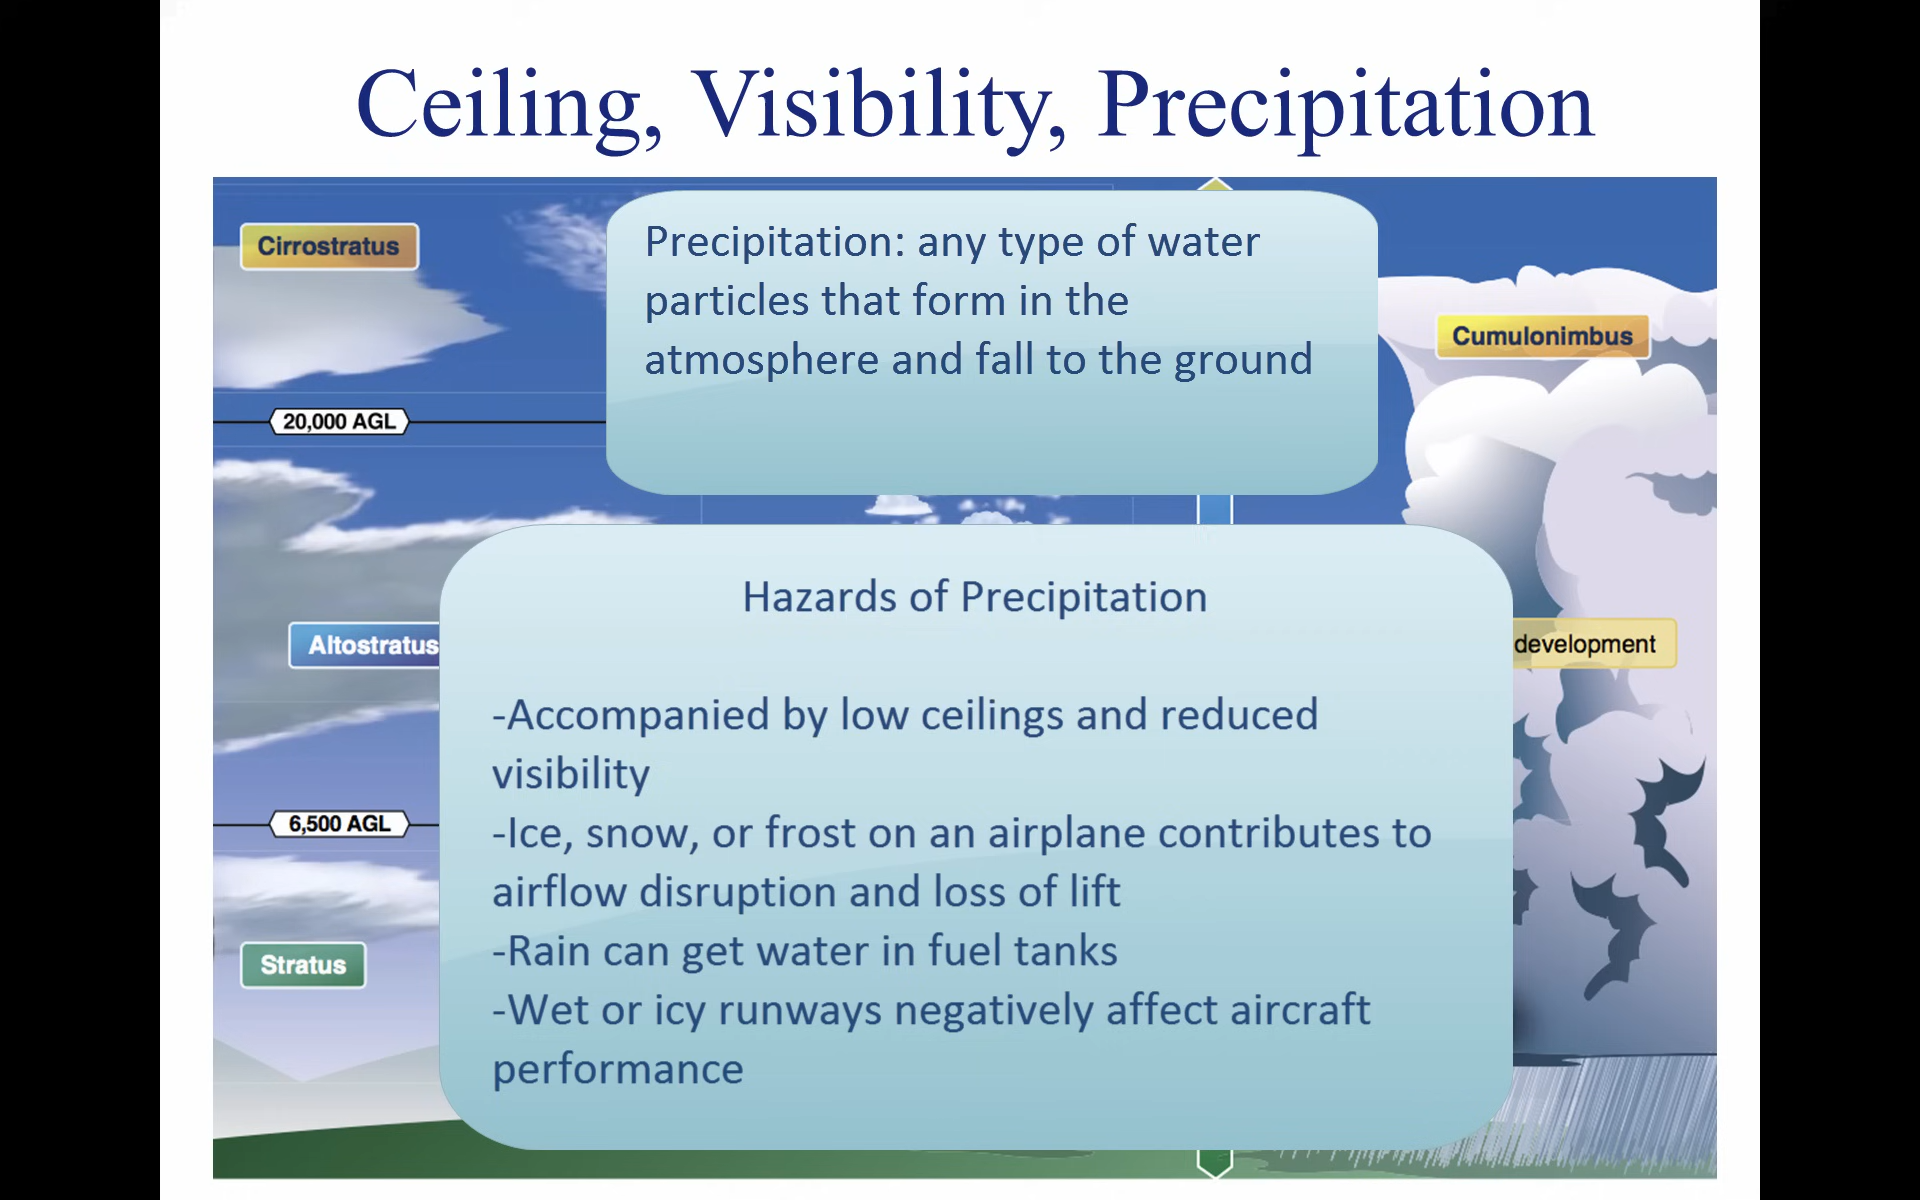 Ceiling, Visibility, Precipitation
Cirrostratus
Precipitation: any type of water
particles that form in the
atmosphere and fall to the ground
Cumulonimbus
20,000 AGL
Hazards of Precipitation
Altostratus
development
-Accompanied by low ceilings and reduced
visibility
6,500 AGL
-Ice, snow, or frost on an airplane contributes to
airflow disruption and loss of lift
-Rain can get water in fuel tanks
Stratus
-Wet or icy runways negatively affect aircraft
performance